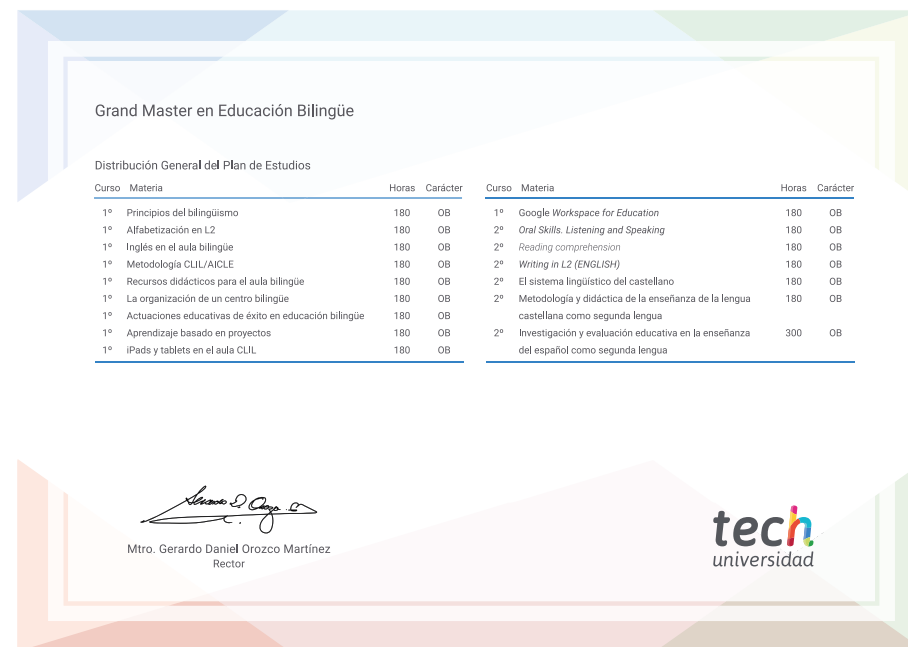 Grand Master en Educación Bilingüe
Distribución General del Plan de Estudios
Curso Materia Horas Carácter
1º Principios del bilingüismo 180 OB
1º Alfabetización en L2 180 OB
1º Inglés en el aula bilingüe 180 OB
1º Metodología CLIL/AICLE 180 OB
1º Recursos didácticos para el aula bilingüe 180 OB
1º La organización de un centro bilingüe 180 OB
1º Actuaciones educativas de éxito en educación bilingüe 180 OB
1º Aprendizaje basado en proyectos 180 OB
1º iPads y tablets en el aula CLIL 180 OB
Curso Materia Horas Carácter
1º Google Workspace for Education 180 OB
2º Oral Skills. Listening and Speaking 180 OB
2º Reading comprehension 180 OB
2º Writing in L2 (ENGLISH) 180 OB
2º El sistema lingüístico del castellano 180 OB
2º Metodología y didáctica de la enseñanza de la lengua 180 OB
castellana como segunda lengua
2º Investigación y evaluación educativa en la enseñanza 300 OB
del español como segunda lengua
Mtro. Gerardo Daniel Orozco Martínez
Rector
tech
universidad